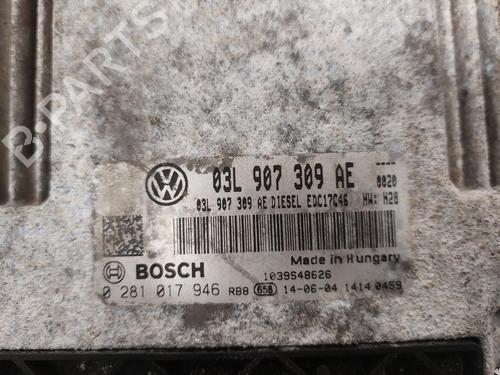 03L 907 309 AE
0020
03L 907 309 AE DIESEL EDC17C46 HW: H28
Made in Hungary
BOSCH
1039S48626
0 281 017 946 RB8 658 14-06-04 1414 0459
B-PARTS